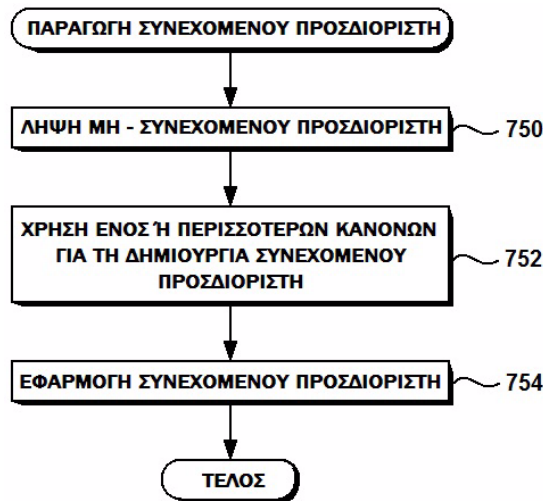 ΠΑΡΑΓΩΓΗ ΣΥΝΕΧΟΜΕΝΟΥ ΠΡΟΣΔΙΟΡΙΣΤΗ
ΛΗΨΗ ΜΗ - ΣΥΝΕΧΟΜΕΝΟΥ ΠΡΟΣΔΙΟΡΙΣΤΗ
750
ΧΡΗΣΗ ΕΝΟΣ Ή ΠΕΡΙΣΣΟΤΕΡΩΝ ΚΑΝΟΝΩΝ
ΓΙΑ ΤΗ ΔΗΜΙΟΥΡΓΙΑ ΣΥΝΕΧΟΜΕΝΟΥ
ΠΡΟΣΔΙΟΡΙΣΤΗ
752
ΕΦΑΡΜΟΓΗ ΣΥΝΕΧΟΜΕΝΟΥ ΠΡΟΣΔΙΟΡΙΣΤΗ
754
ΤΕΛΟΣ